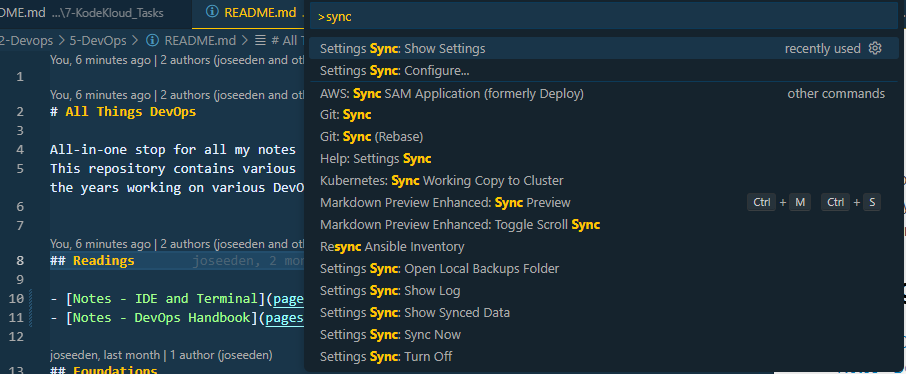 DME.md ...\7-KodeKloud_Tasks
README.md
>sync
2-Devops > 5-DevOps > README.md > # All T
You, 6 minutes ago | 2 authors (joseeden and oth
1
You, 6 minutes ago | 2 authors (joseeden and oth
2 # All Things DevOps
3
4 All-in-one stop for all my notes
5 This repository contains various
the years working on various DevO
6
7
You, 6 minutes ago | 2 authors (joseeden and oth
8 ## Readings joseeden, 2 mon
9
10 - [Notes - IDE and Terminal](pages
11 - [Notes - DevOps Handbook](pages
12
joseeden, last month | 1 author (joseeden)
13 ## Foundations
Settings Sync: Show Settings recently used
Settings Sync: Configure...
AWS: Sync SAM Application (formerly Deploy) other commands
Git: Sync
Git: Sync (Rebase)
Help: Settings Sync
Kubernetes: Sync Working Copy to Cluster
Markdown Preview Enhanced: Sync Preview Ctrl + M Ctrl + S
Markdown Preview Enhanced: Toggle Scroll Sync
Resync Ansible Inventory
Settings Sync: Open Local Backups Folder
Settings Sync: Show Log
Settings Sync: Show Synced Data
Settings Sync: Sync Now
Settings Sync: Turn Off